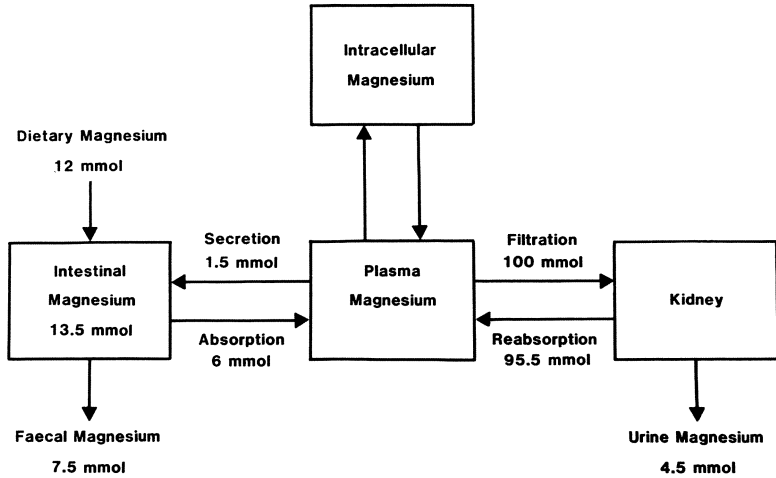 Intracellular
Magnesium
Dietary Magnesium
12 mmol
Secretion
1.5 mmol
Filtration
100 mmol
Intestinal
Magnesium
13.5 mmol
Plasma
Magnesium
Kidney
Absorption
6 mmol
Reabsorption
95.5 mmol
Faecal Magnesium
7.5 mmol
Urine Magnesium
4.5 mmol